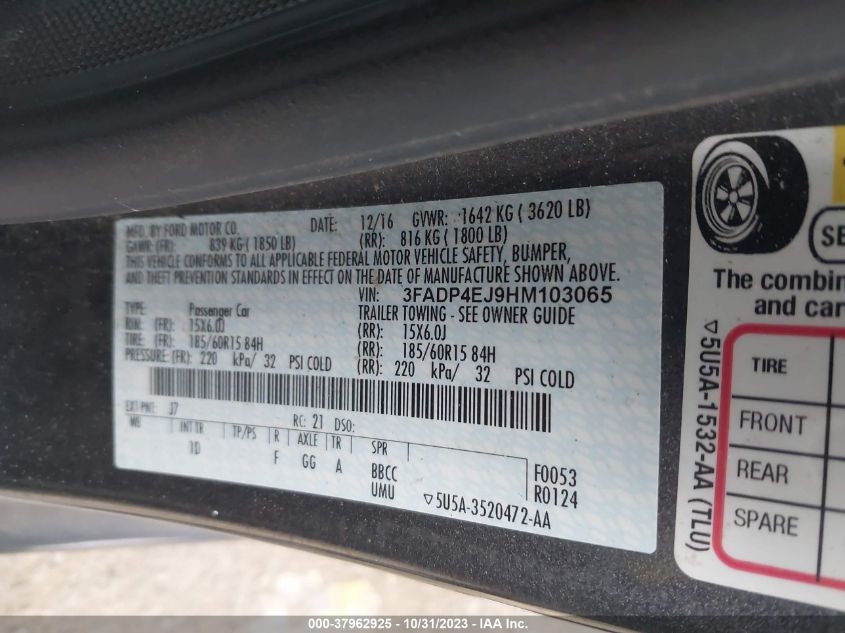 MFD. BY FORD MOTOR CO. DATE: 12/16 GVWR: 1642 KG ( 3620 LB)
GAWR: (FR): 839 KG ( 1850 LB) (RR): 816 KG ( 1800 LB)
THIS VEHICLE CONFORMS TO ALL APPLICABLE FEDERAL MOTOR VEHICLE SAFETY, BUMPER,
AND THEFT PREVENTION STANDARDS IN EFFECT ON THE DATE OF MANUFACTURE SHOWN ABOVE.
VIN: 3FADP4EJ9HM103065
TYPE: Passenger Car TRAILER TOWING - SEE OWNER GUIDE
RIM: (FR): 15X6.0J (RR): 15X6.0J
TIRE: (FR): 185/60R15 84H (RR): 185/60R15 84H
PRESSURE: (FR): 220 kPa/ 32 PSI COLD (RR): 220 kPa/ 32 PSI COLD
EXT PNT: J7 RC: 21 DSO:
WB INT TR TP/PS R AXLE TR SPR
1D F GG A BBCC
UMU
F0053
R0124
▽5U5A-3520472-AA
SE
The combin
and car
TIRE
FRONT
REAR
SPARE
▽5U5A-1532-AA (TLU)
000-37962925 - 10/31/2023 - IAA Inc.